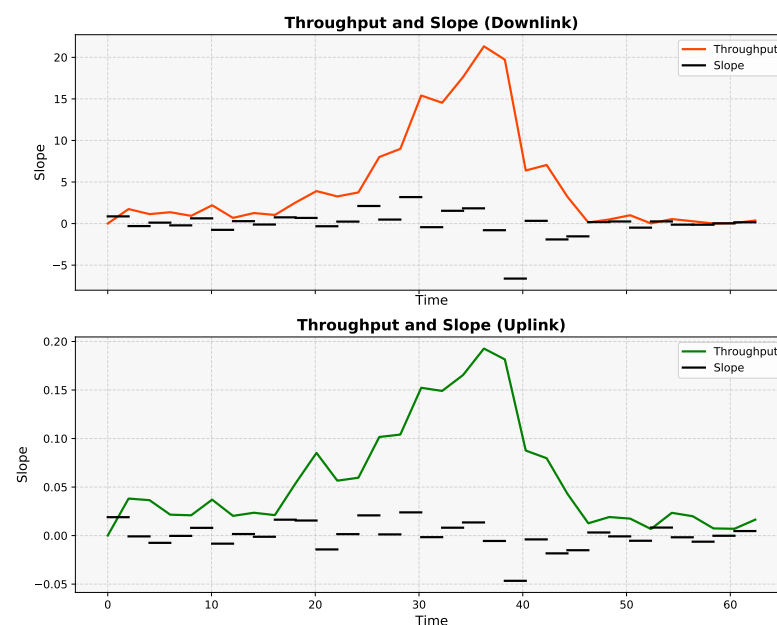 Throughput and Slope (Downlink)
Throughput
Slope
Slope
20
15
10
5
0
−5
Time
Throughput and Slope (Uplink)
Throughput
Slope
Slope
0.20
0.15
0.10
0.05
0.00
−0.05
0 10 20 30 40 50 60
Time